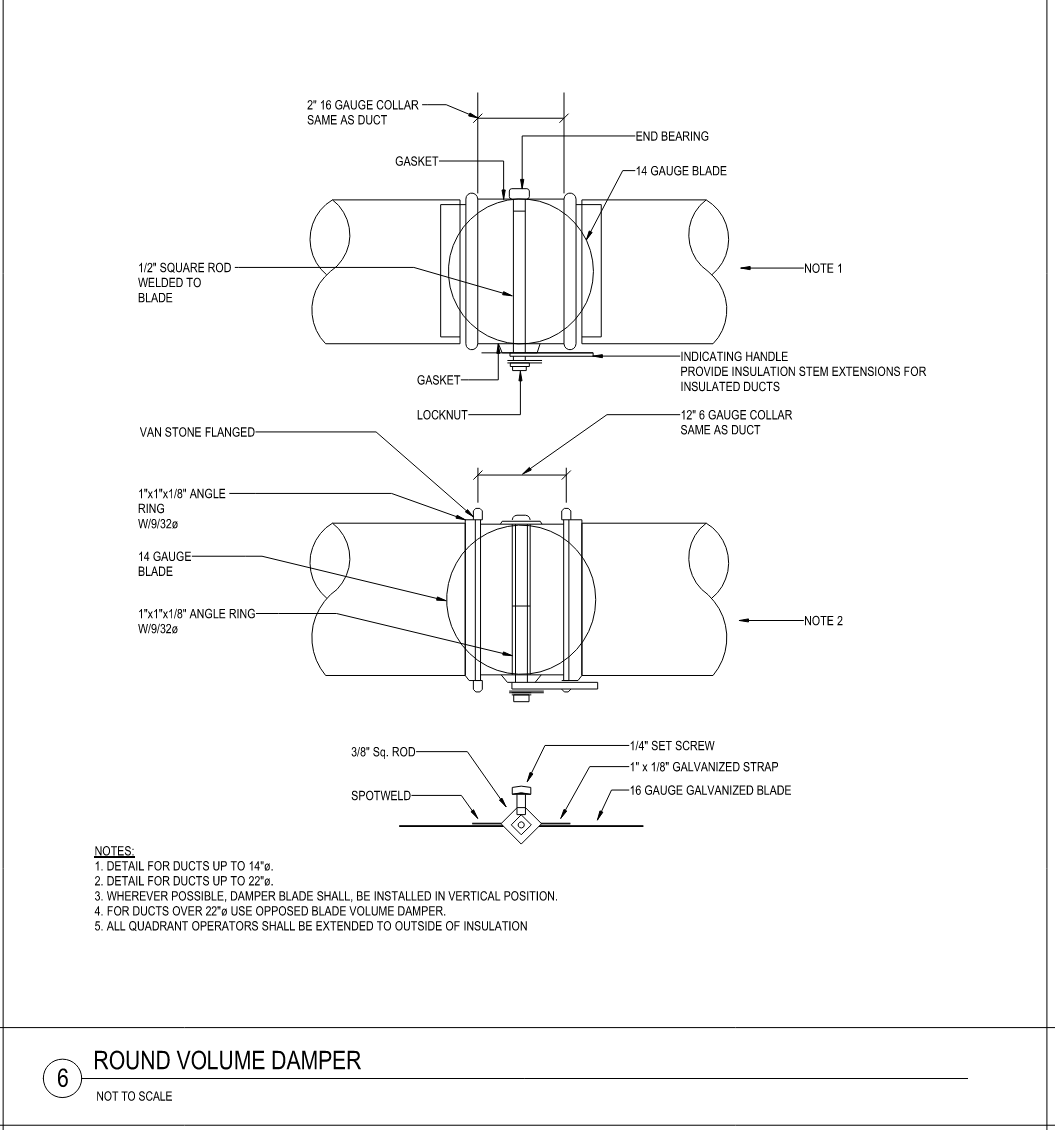 2" 16 GAUGE COLLAR
SAME AS DUCT
END BEARING
GASKET
14 GAUGE BLADE
1/2" SQUARE ROD
WELDED TO
BLADE
NOTE 1
INDICATING HANDLE
PROVIDE INSULATION STEM EXTENSIONS FOR
INSULATED DUCTS
GASKET
LOCKNUT
12" 6 GAUGE COLLAR
SAME AS DUCT
VAN STONE FLANGED
1"x1"x1/8" ANGLE
RING
W/9/32ø
14 GAUGE
BLADE
1"x1"x1/8" ANGLE RING
W/9/32ø
NOTE 2
3/8" Sq. ROD
1/4" SET SCREW
1" x 1/8" GALVANIZED STRAP
16 GAUGE GALVANIZED BLADE
SPOTWELD
NOTES:
1. DETAIL FOR DUCTS UP TO 14"ø.
2. DETAIL FOR DUCTS UP TO 22"ø.
3. WHEREVER POSSIBLE, DAMPER BLADE SHALL, BE INSTALLED IN VERTICAL POSITION.
4. FOR DUCTS OVER 22"ø USE OPPOSED BLADE VOLUME DAMPER.
5. ALL QUADRANT OPERATORS SHALL BE EXTENDED TO OUTSIDE OF INSULATION
6 ROUND VOLUME DAMPER
NOT TO SCALE